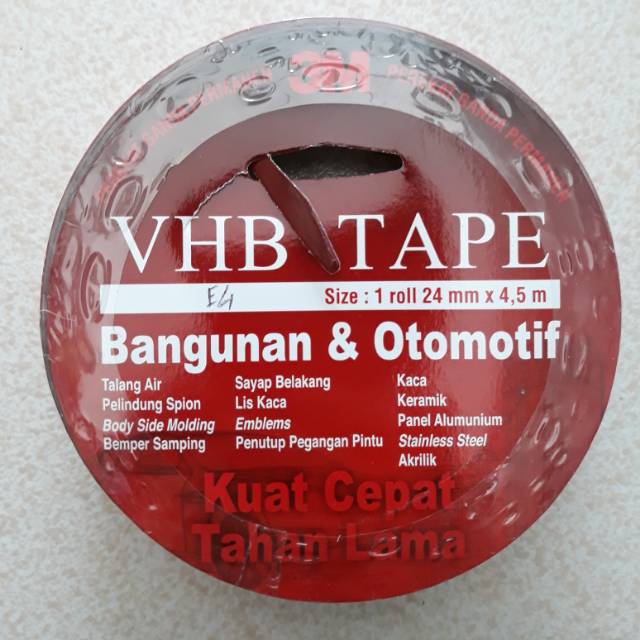 3M
VHB TAPE
E4 Size : 1 roll 24 mm x 4,5 m
Bangunan & Otomotif
Talang Air
Pelindung Spion
Body Side Molding
Bemper Samping
Sayap Belakang
Lis Kaca
Emblems
Penutup Pegangan Pintu
Kaca
Keramik
Panel Alumunium
Stainless Steel
Akrilik
Kuat Cepat
Tahan Lama